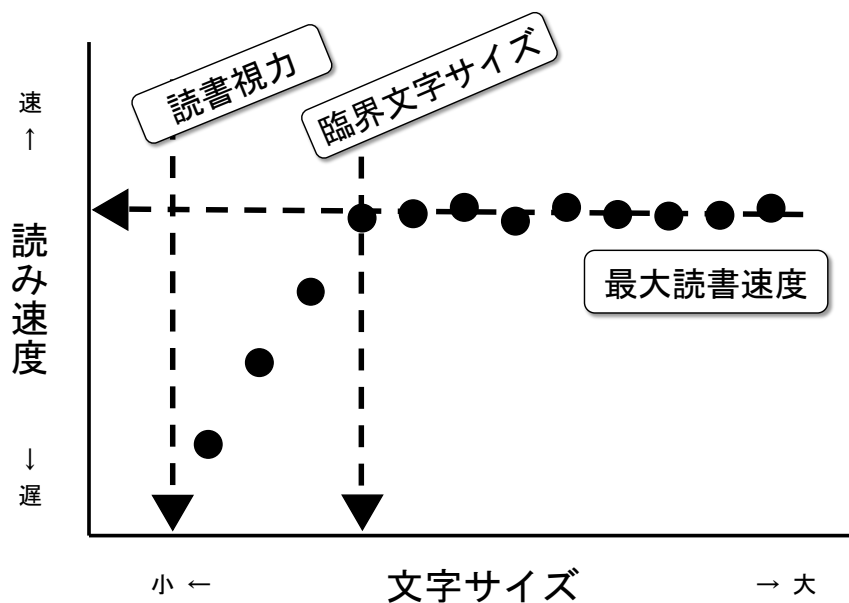 読書視力
臨界文字サイズ
速
↑
読み速度
↓
遅
最大読書速度
小 ←
文字サイズ
→ 大